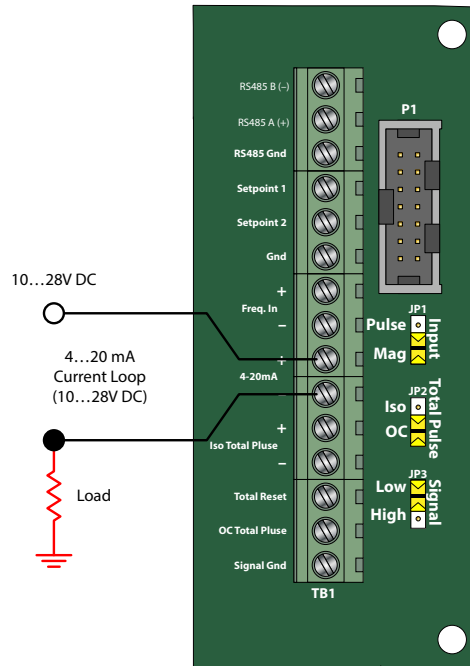 RS485 B (–)
RS485 A (+)
RS485 Gnd
Setpoint 1
Setpoint 2
Gnd
+
Freq. In
–
+
4-20mA
–
+
Iso Total Pluse
–
Total Reset
OC Total Pluse
Signal Gnd
TB1
P1
JP1
Pulse
Mag
Input
JP2
Iso
OC
Total Pulse
JP3
Low
High
Signal
10…28V DC
4…20 mA
Current Loop
(10…28V DC)
Load